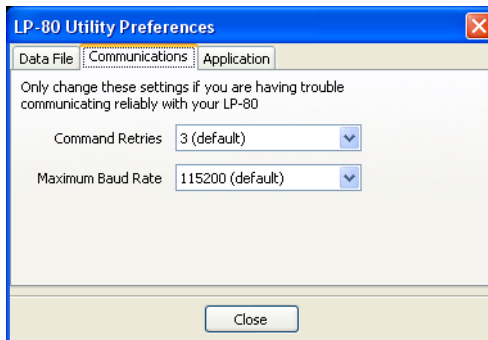 LP-80 Utility Preferences
Data File Communications Application
Only change these settings if you are having trouble
communicating reliably with your LP-80
Command Retries 3 (default)
Maximum Baud Rate 115200 (default)
Close